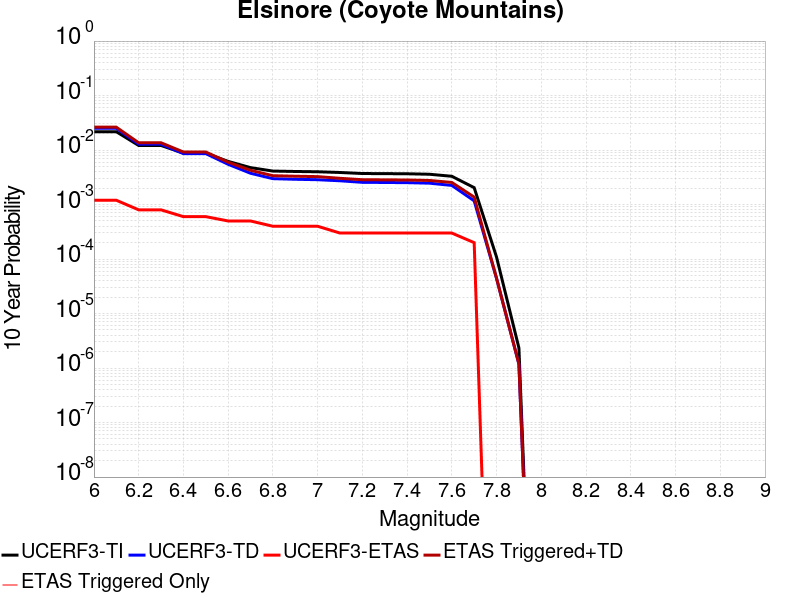 Elsinore (Coyote Mountains)
10^0
10^-1
10^-2
10^-3
10^-4
10^-5
10^-6
10^-7
10^-8
10 Year Probability
6 6.2 6.4 6.6 6.8 7 7.2 7.4 7.6 7.8 8 8.2 8.4 8.6 8.8 9
Magnitude
UCERF3-TI UCERF3-TD UCERF3-ETAS ETAS Triggered+TD
ETAS Triggered Only